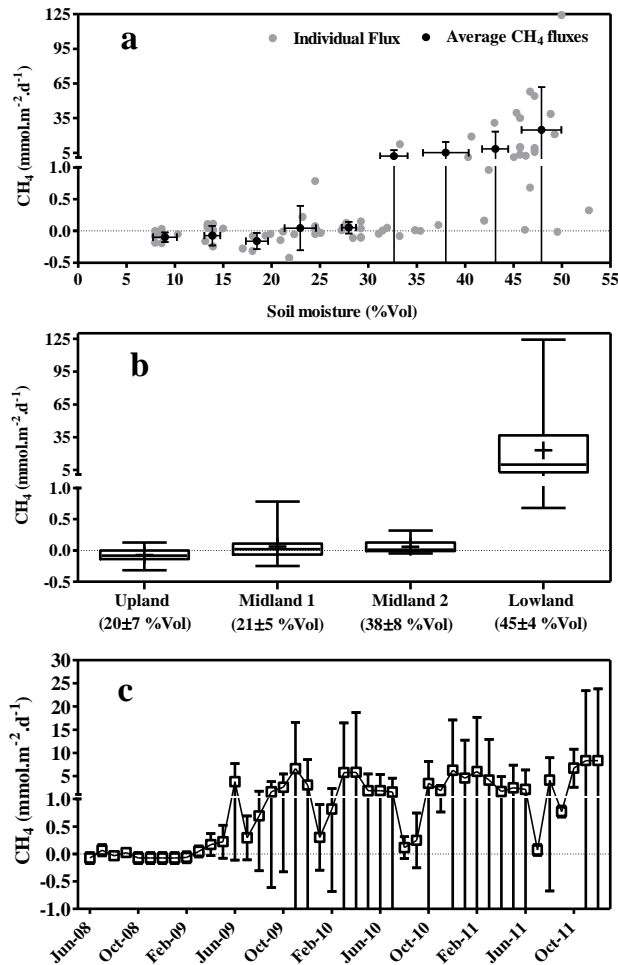 a
Individual Flux
Average CH4 fluxes
CH4 (mmol.m-2.d-1)
125
95
65
35
5
1.0
0.5
0.0
-0.5
0 5 10 15 20 25 30 35 40 45 50 55
Soil moisture (%Vol)
b
CH4 (mmol.m-2.d-1)
125
95
65
35
5
1.0
0.5
0.0
-0.5
Upland Midland 1 Midland 2 Lowland
(20±7 %Vol) (21±5 %Vol) (38±8 %Vol) (45±4 %Vol)
c
CH4 (mmol.m-2.d-1)
30
25
20
15
10
5
1.0
0.5
0.0
-0.5
-1.0
Jun-08 Oct-08 Feb-09 Jun-09 Oct-09 Feb-10 Jun-10 Oct-10 Feb-11 Jun-11 Oct-11